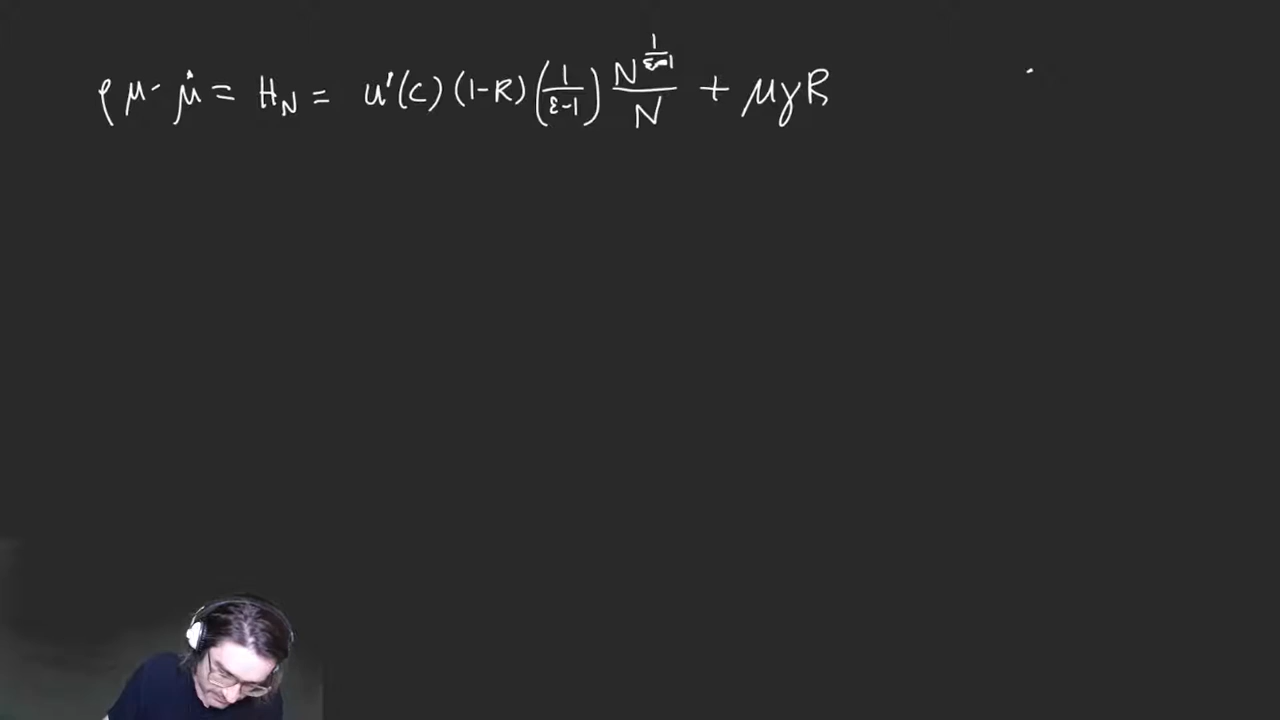 ρμ - μ̇ = H_N = u'(c) (1-R) (1/(ε-1)) N^(1/(ε-1))/N + μγR